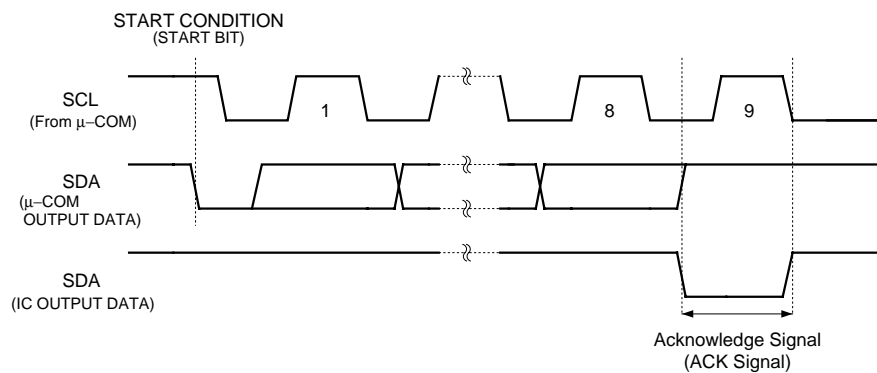 START CONDITION
(START BIT)
SCL
(From μ−COM)
1
8
9
SDA
(μ−COM
OUTPUT DATA)
SDA
(IC OUTPUT DATA)
Acknowledge Signal
(ACK Signal)